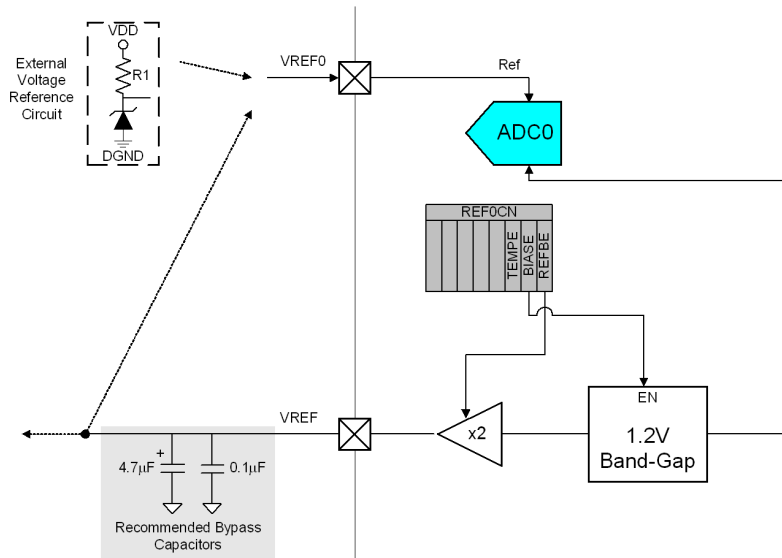 VDD
External
Voltage
Reference
Circuit
R1
DGND
VREF0
Ref
ADC0
REF0CN
TEMPE
BIASE
REFBE
EN
1.2V
Band-Gap
x2
VREF
+
4.7µF
0.1µF
Recommended Bypass
Capacitors